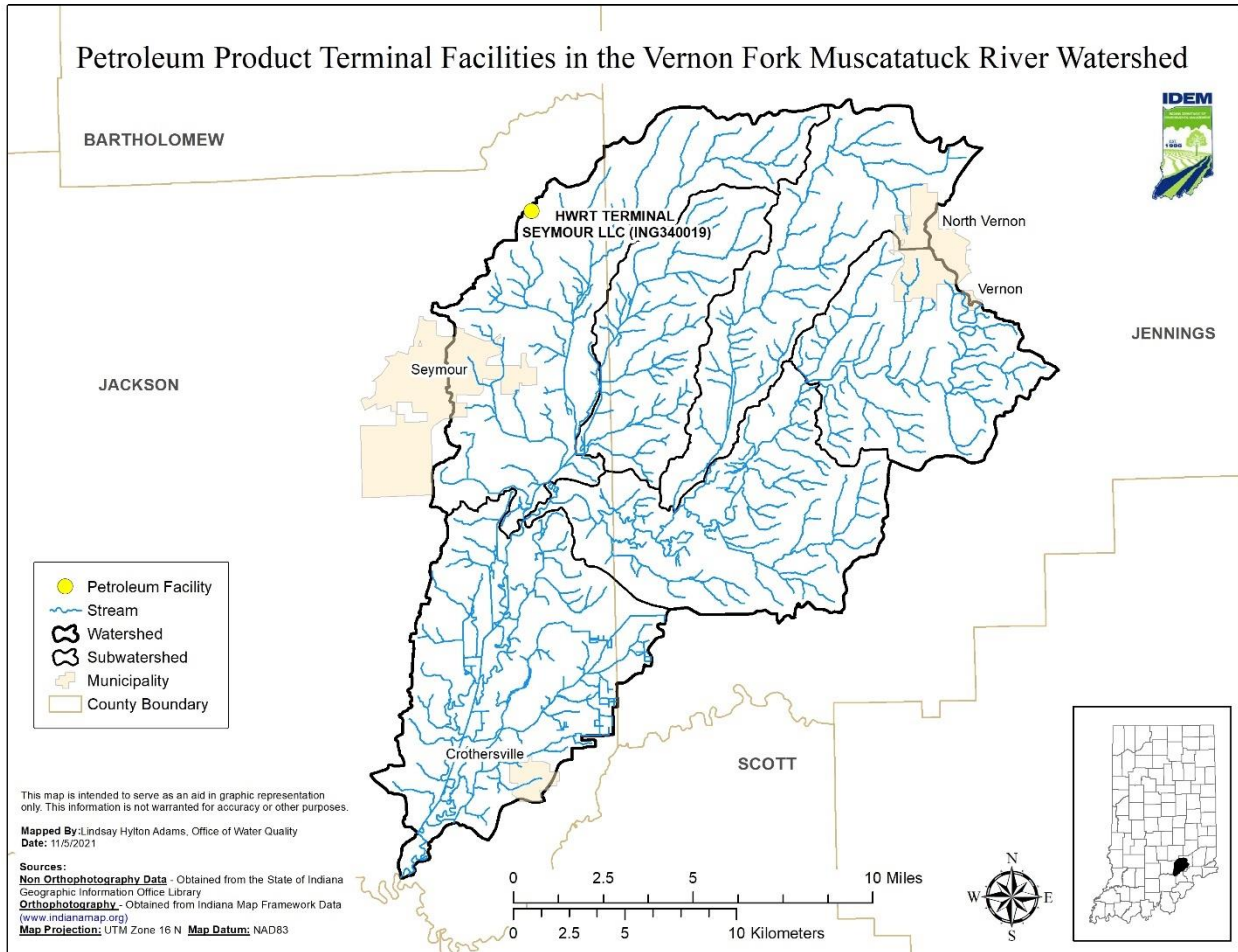 Petroleum Product Terminal Facilities in the Vernon Fork Muscatatuck River Watershed
IDEM
BARTHOLOMEW
HWRT TERMINAL
SEYMOUR LLC (ING340019)
North Vernon
Vernon
JENNINGS
Seymour
JACKSON
Petroleum Facility
Stream
Watershed
Subwatershed
Municipality
County Boundary
Crothersville
SCOTT
This map is intended to serve as an aid in graphic representation
only. This information is not warranted for accuracy or other purposes.
Mapped By:Lindsay Hylton Adams, Office of Water Quality
Date: 11/5/2021
Sources:
Non Orthophotography Data - Obtained from the State of Indiana
Geographic Information Office Library
Orthophotography - Obtained from Indiana Map Framework Data
(www.indianamap.org)
Map Projection: UTM Zone 16 N Map Datum: NAD83
0 2.5 5 10 Miles
0 2.5 5 10 Kilometers
N
W E
S